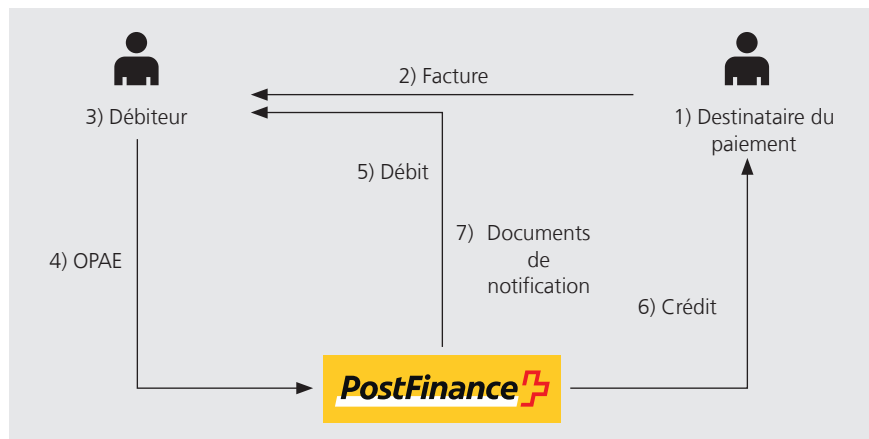 2) Facture
3) Débiteur
1) Destinataire du
paiement
5) Débit
4) OPAE
7) Documents
de
notification
6) Crédit
PostFinance